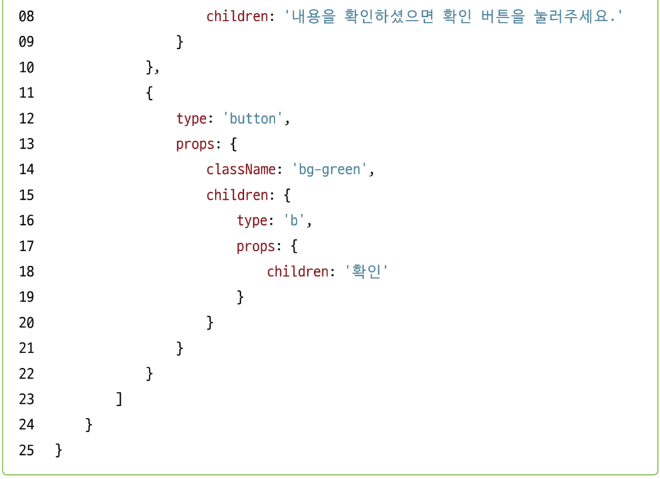 08                     children: '내용을 확인하셨으면 확인 버튼을 눌러주세요.'
09                 }
10             },
11             {
12                 type: 'button',
13                 props: {
14                     className: 'bg-green',
15                     children: {
16                         type: 'b',
17                         props: {
18                             children: '확인'
19                         }
20                     }
21                 }
22             }
23         ]
24     }
25 }